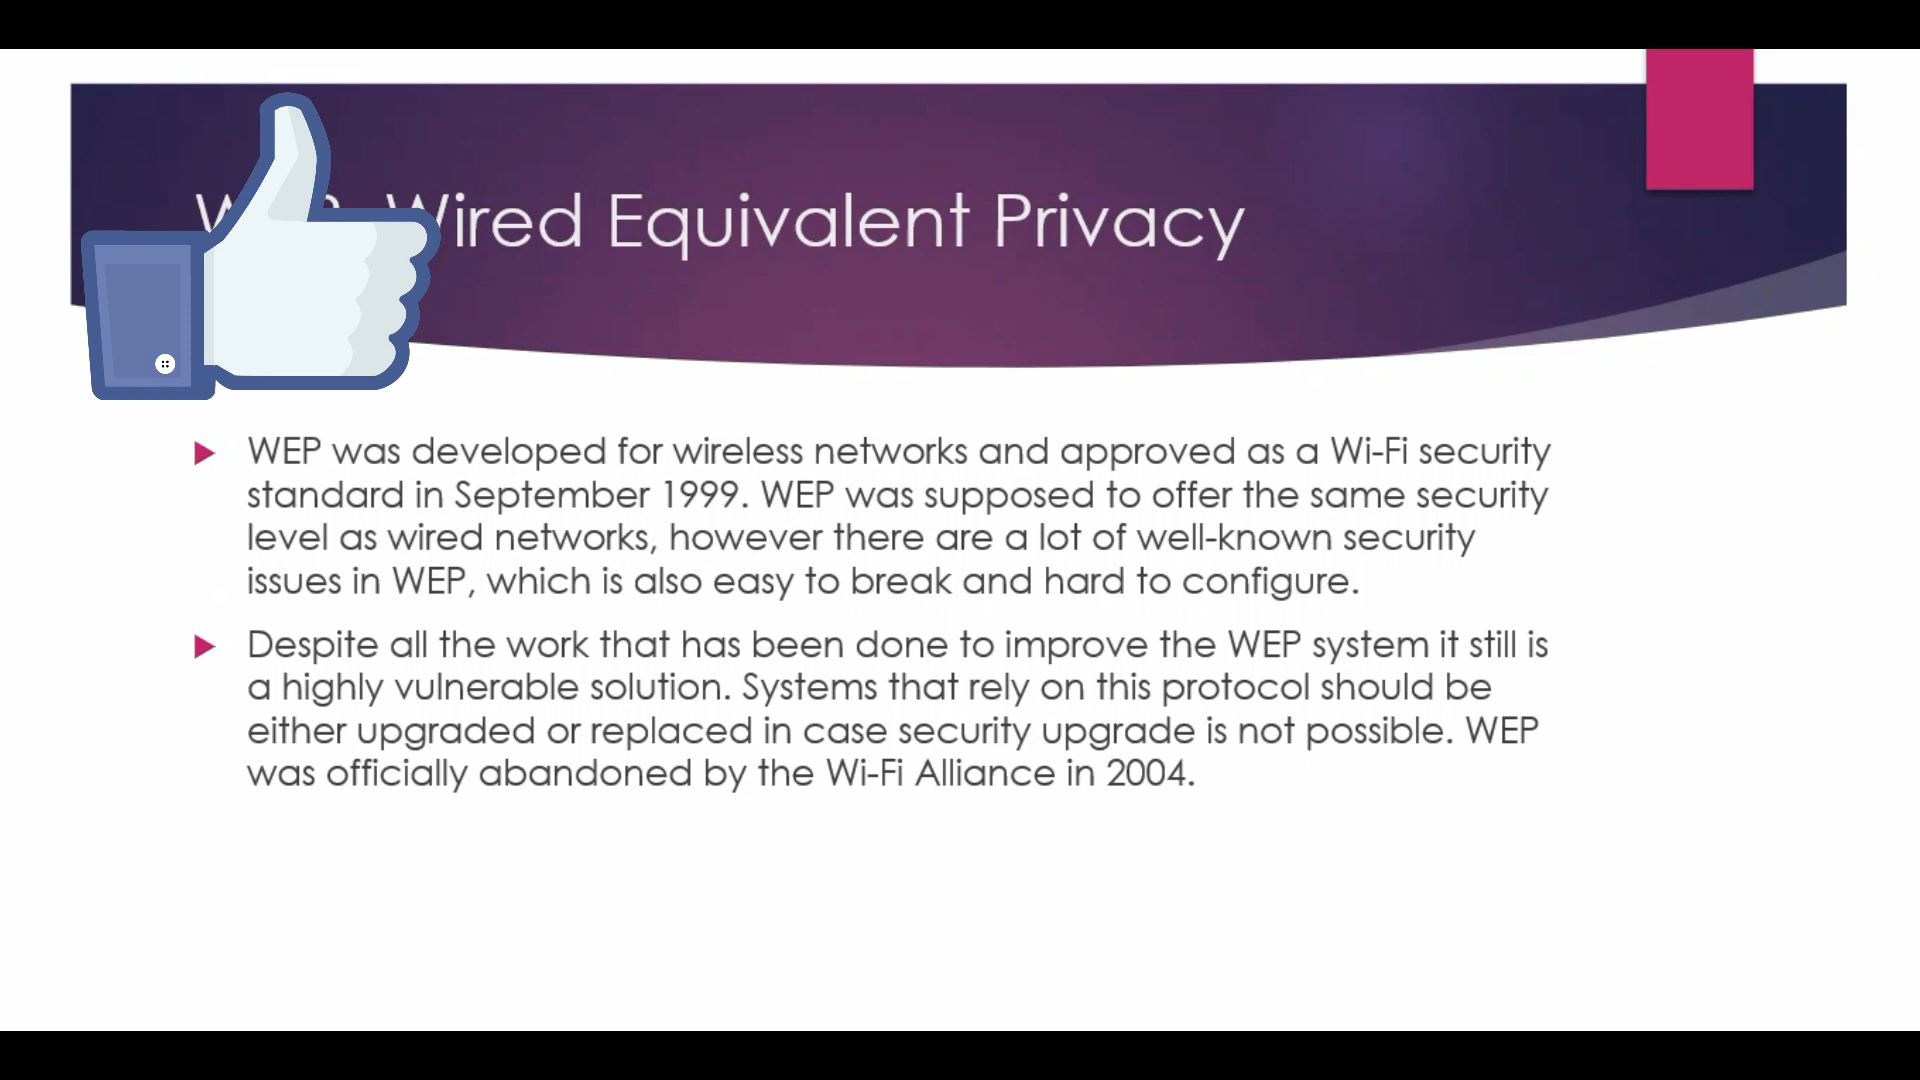 Wired Equivalent Privacy
WEP was developed for wireless networks and approved as a Wi-Fi security
standard in September 1999. WEP was supposed to offer the same security
level as wired networks, however there are a lot of well-known security
issues in WEP, which is also easy to break and hard to configure.
Despite all the work that has been done to improve the WEP system it still is
a highly vulnerable solution. Systems that rely on this protocol should be
either upgraded or replaced in case security upgrade is not possible. WEP
was officially abandoned by the Wi-Fi Alliance in 2004.